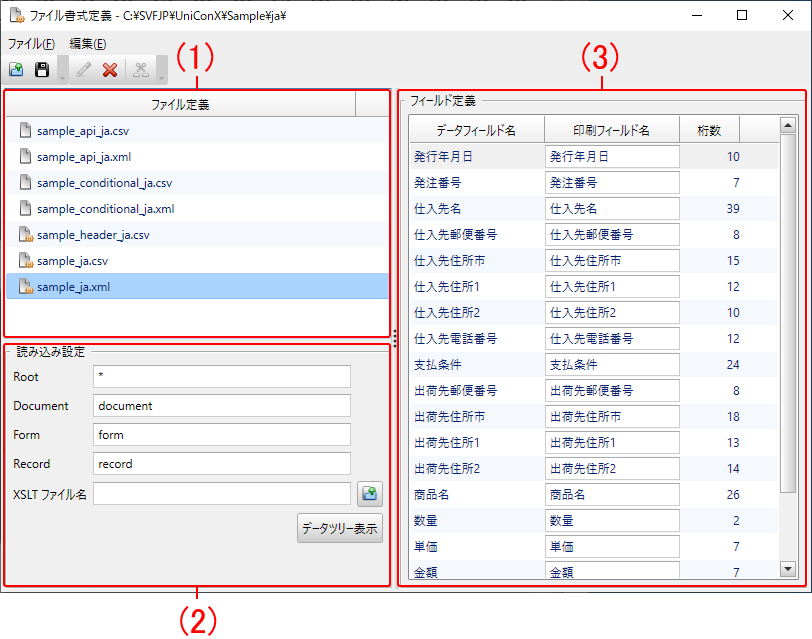 ファイル書式定義 - C:¥SVFJP¥UniConX¥Sample¥ja¥
ファイル(F) 編集(E)
(1)
(3)
ファイル定義
sample_api_ja.csv
sample_api_ja.xml
sample_conditional_ja.csv
sample_conditional_ja.xml
sample_header_ja.csv
sample_ja.csv
sample_ja.xml
読み込み設定
Root *
Document document
Form form
Record record
XSLT ファイル名
データツリー表示
(2)
フィールド定義
データフィールド名 印刷フィールド名 桁数
発行年月日 発行年月日 10
発注番号 発注番号 7
仕入先名 仕入先名 39
仕入先郵便番号 仕入先郵便番号 8
仕入先住所市 仕入先住所市 15
仕入先住所1 仕入先住所1 12
仕入先住所2 仕入先住所2 10
仕入先電話番号 仕入先電話番号 12
支払条件 支払条件 24
出荷先郵便番号 出荷先郵便番号 8
出荷先住所市 出荷先住所市 18
出荷先住所1 出荷先住所1 13
出荷先住所2 出荷先住所2 14
商品名 商品名 26
数量 数量 2
単価 単価 7
金額 金額 7